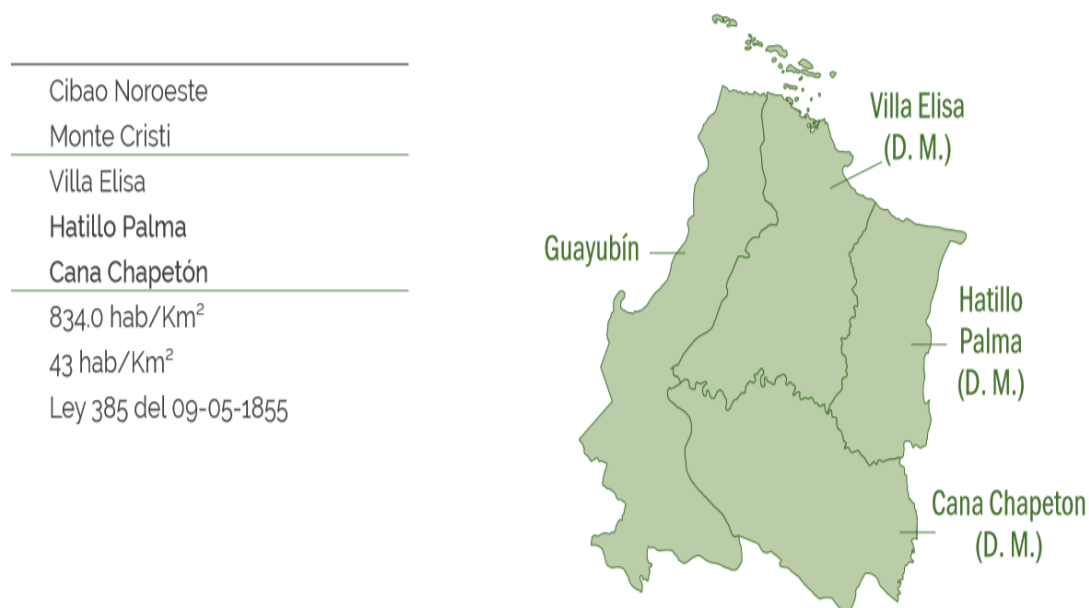 Cibao Noroeste
Monte Cristi
Villa Elisa
Hatillo Palma
Cana Chapetón
834.0 hab/Km²
43 hab/Km²
Ley 385 del 09-05-1855
Villa Elisa
(D. M.)
Guayubín
Hatillo
Palma
(D. M.)
Cana Chapeton
(D. M.)